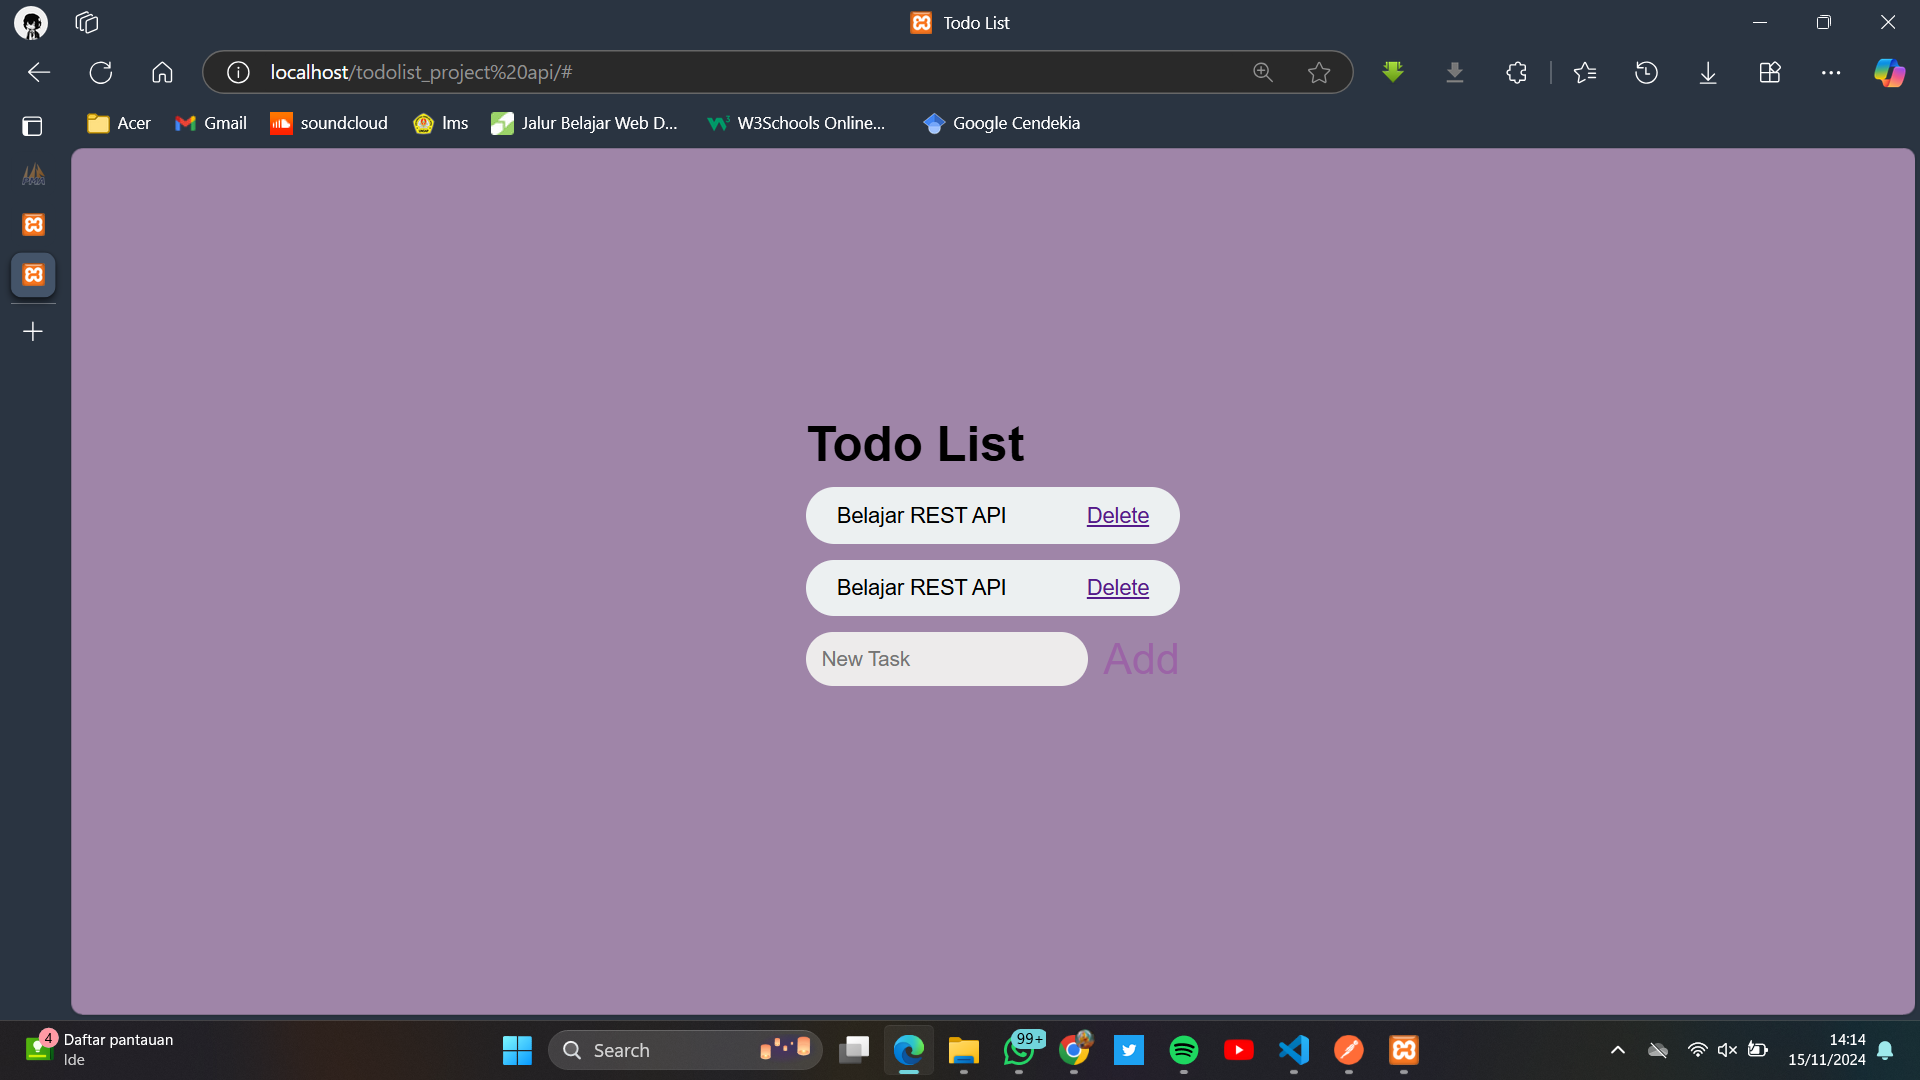 Todo List
localhost/todolist_project%20api/#
Acer
Gmail
soundcloud
lms
Jalur Belajar Web D...
W3Schools Online...
Google Cendekia
PMA
Todo List
Belajar REST API Delete
Belajar REST API Delete
New Task Add
4
Daftar pantauan
Ide
Search
99+
14:14
15/11/2024